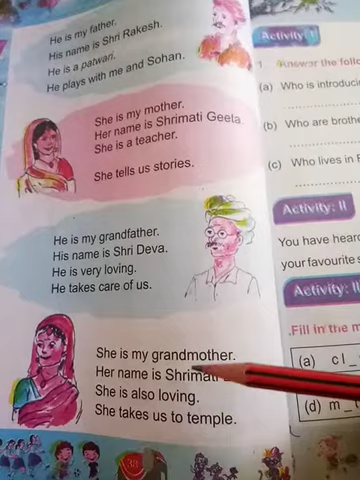 He is my father.
His name is Shri Rakesh.
He is a patwari.
He plays with me and Sohan.
She is my mother.
Her name is Shrimati Geeta
She is a teacher.
She tells us stories.
He is my grandfather.
His name is Shri Deva.
He is very loving.
He takes care of us.
She is my grandmother.
Her name is Shrimati
She is also loving.
She takes us to temple.
33
Activity: I
1 Answer the
(a) Who is
(b) Who are
(c) Who lives in
Activity: II
You have
your favourite
Activity:
Fill in the
(a) c l _
(d) m _